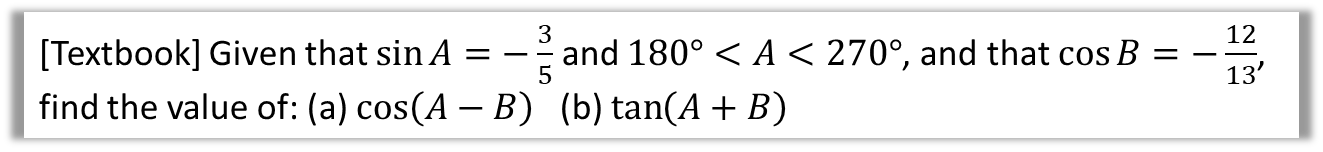 [Textbook] Given that sin A = −3/5 and 180° < A < 270°, and that cos B = −12/13,
find the value of: (a) cos(A − B) (b) tan(A + B)